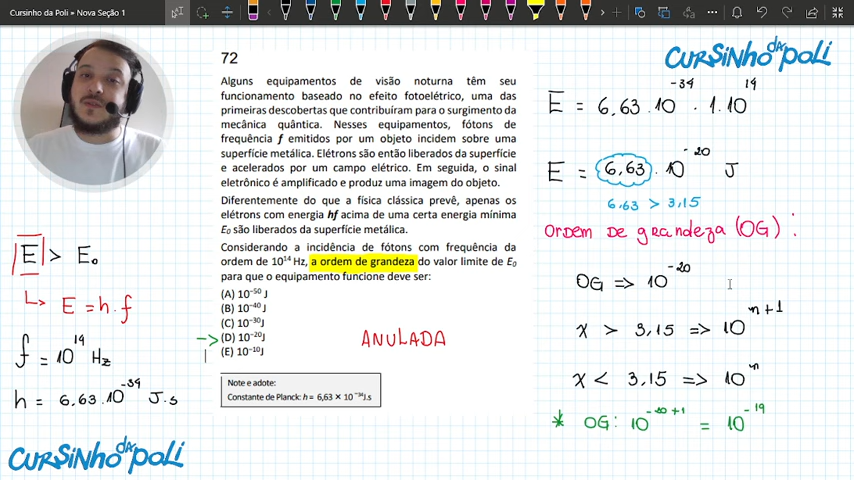 Cursinho da Poli » Nova Seção 1
CURSINHO DA POLI
72
Alguns equipamentos de visão noturna têm seu
funcionamento baseado no efeito fotoelétrico, uma das
primeiras descobertas que contribuíram para o surgimento da
mecânica quântica. Nesses equipamentos, fótons de
frequência f emitidos por um objeto incidem sobre uma
superfície metálica. Elétrons são então liberados da superfície
e acelerados por um campo elétrico. Em seguida, o sinal
eletrônico é amplificado e produz uma imagem do objeto.
Diferentemente do que a física clássica prevê, apenas os
elétrons com energia hf acima de uma certa energia mínima
E₀ são liberados da superfície metálica.
Considerando a incidência de fótons com frequência da
ordem de 10¹⁴ Hz, a ordem de grandeza do valor limite de E₀
para que o equipamento funcione deve ser:
(A) 10⁻⁵⁰ J
(B) 10⁻⁴⁰ J
(C) 10⁻³⁰ J
(D) 10⁻²⁰ J
(E) 10⁻¹⁰ J
ANULADA
Note e adote:
Constante de Planck: h = 6,63 × 10⁻³⁴ J.s
E > E₀
E = h.f
f = 10¹⁴ Hz
h = 6,63.10⁻³⁴ J.s
CURSINHO DA POLI
E = 6,63.10⁻³⁴ . 1.10¹⁴
E = 6,63.10⁻²⁰ J
6,63 > 3,15
ORDEM DE grandeza (OG) :
OG => 10⁻²⁰
x > 3,15 => 10ⁿ⁺¹
x < 3,15 => 10ⁿ
* OG: 10⁻²⁰⁺¹ = 10⁻¹⁹